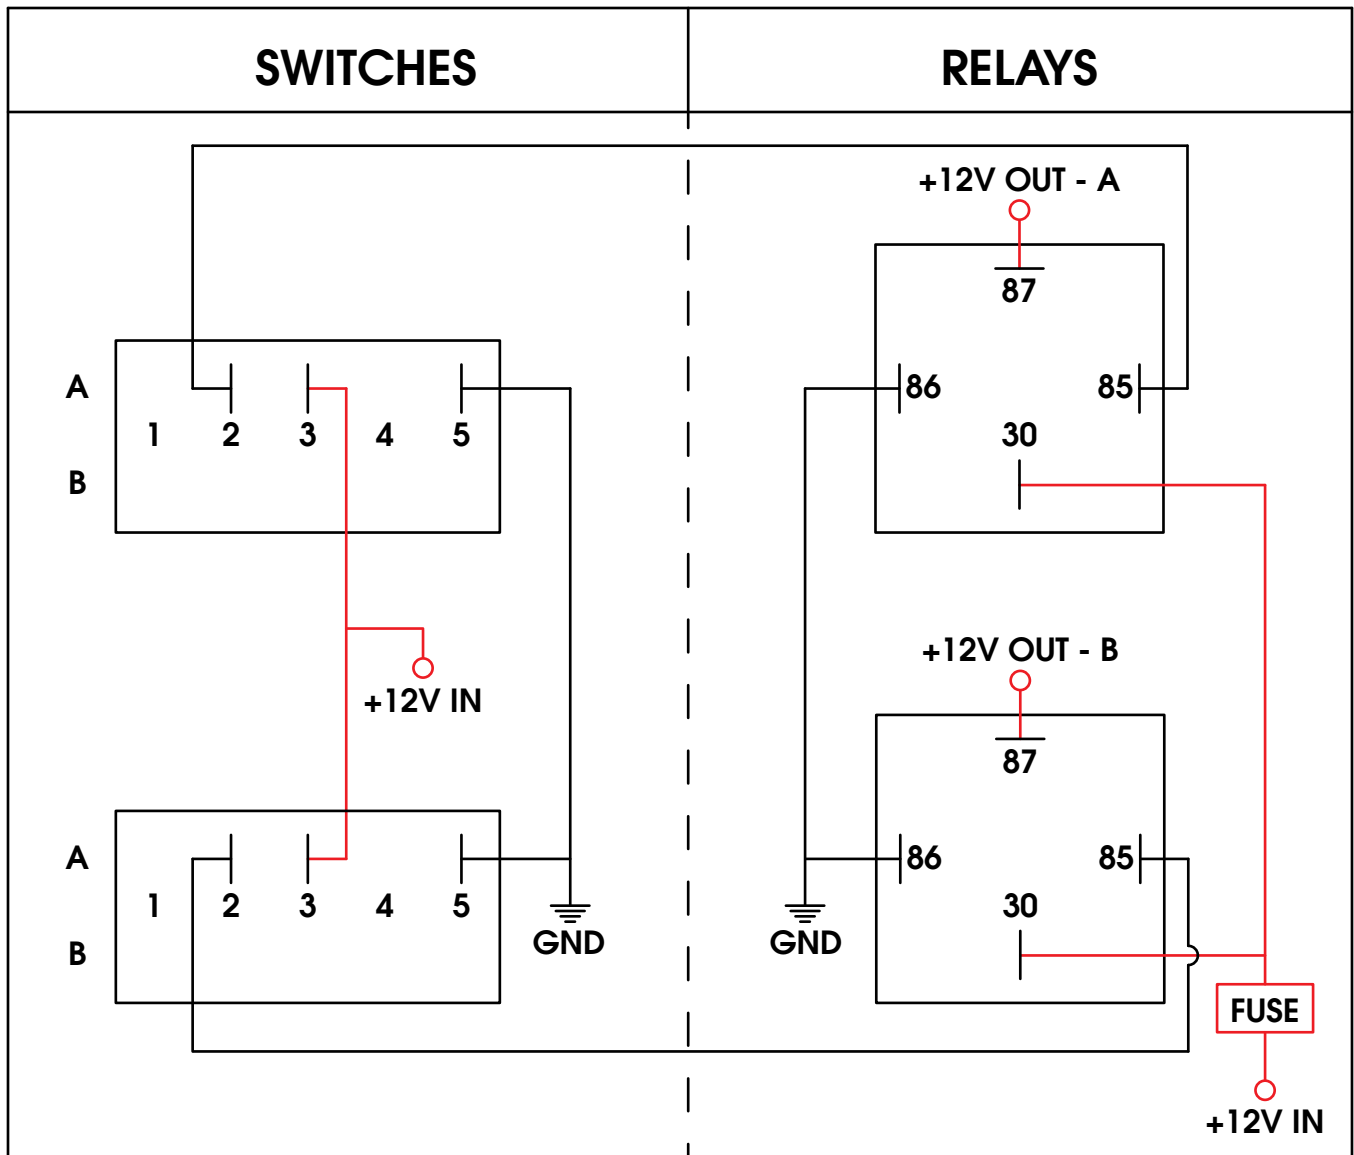 SWITCHES
RELAYS
+12V OUT - A
87
A
86
85
1 2 3 4 5
30
B
+12V OUT - B
+12V IN
87
A
86
85
1 2 3 4 5
30
B
GND
GND
FUSE
+12V IN